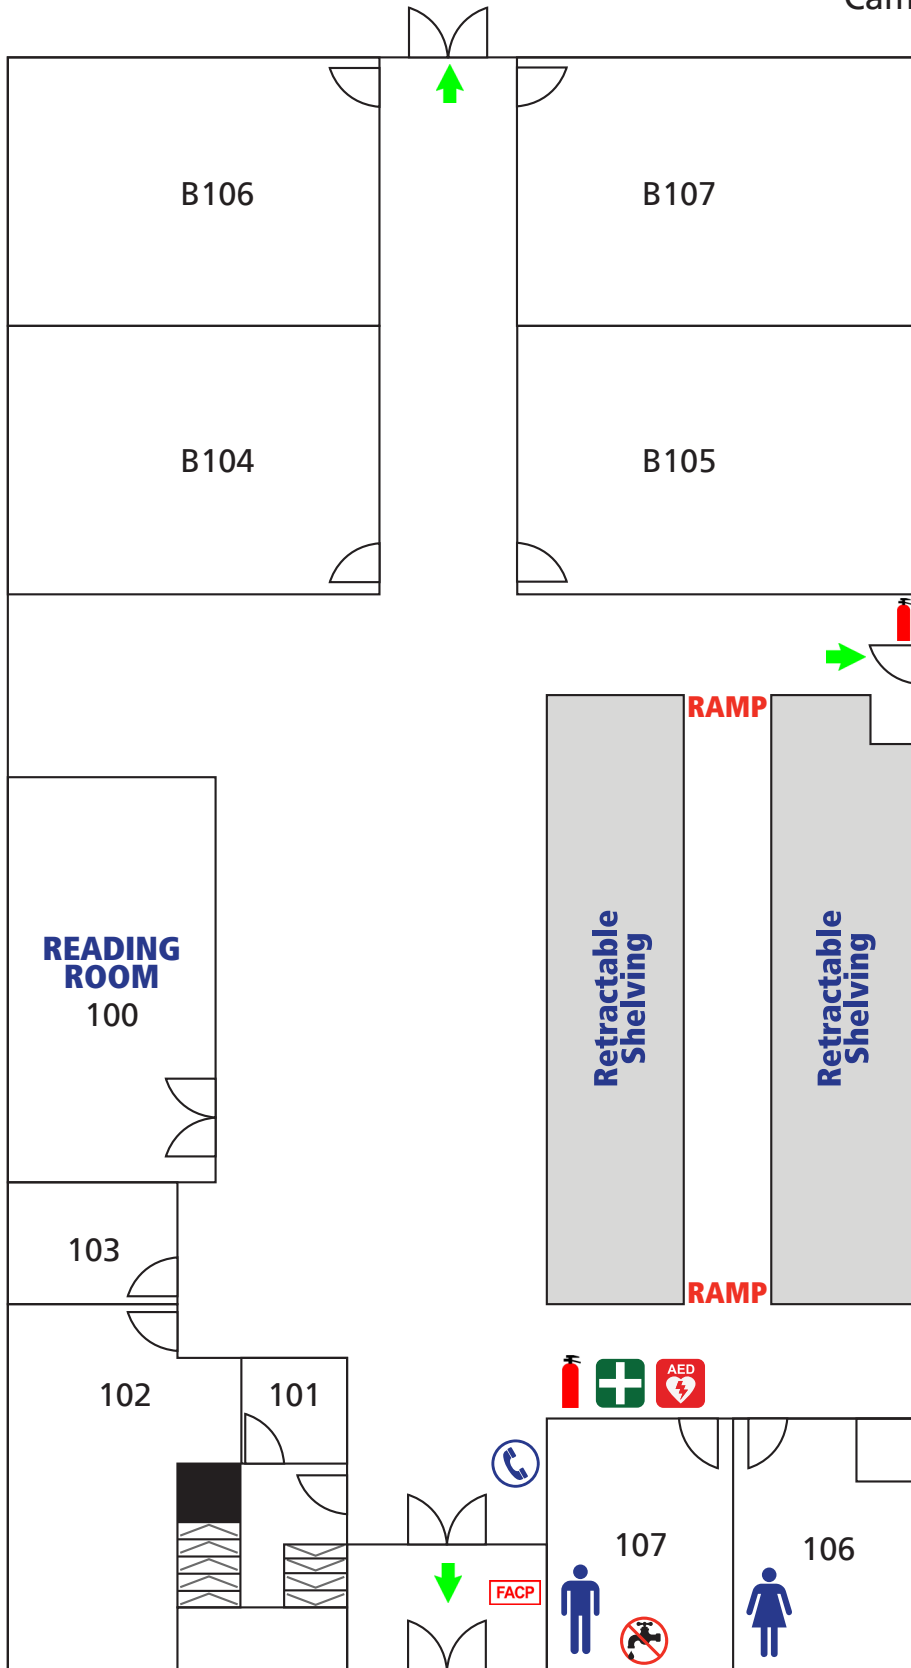 B106
B107
B104
B105
RAMP
READING
ROOM
100
Retractable
Shelving
Retractable
Shelving
103
RAMP
102
101
AED
107
106
FACP